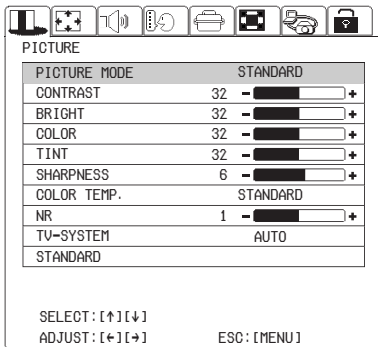 PICTURE
PICTURE MODE STANDARD
CONTRAST 32 - +
BRIGHT 32 - +
COLOR 32 - +
TINT 32 - +
SHARPNESS 6 - +
COLOR TEMP. STANDARD
NR 1 - +
TV-SYSTEM AUTO
STANDARD
SELECT:[↑][↓]
ADJUST:[←][→] ESC:[MENU]